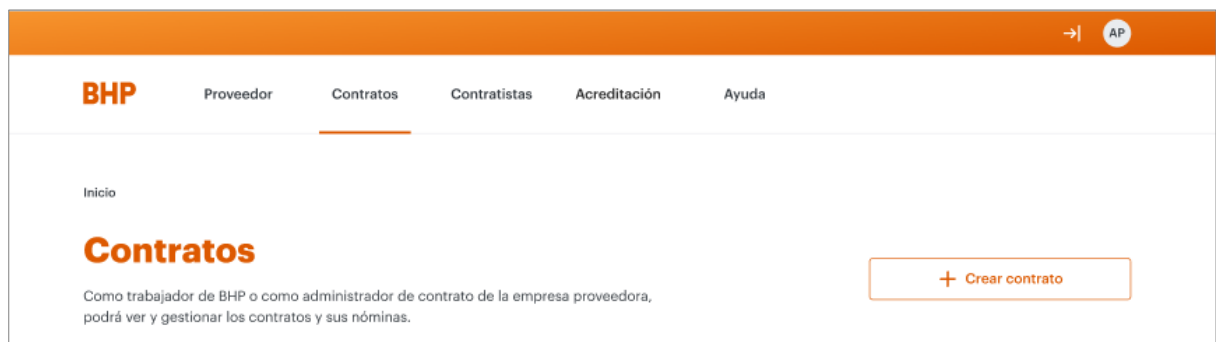 AP
BHP Proveedor Contratos Contratistas Acreditación Ayuda
Inicio
Contratos
Crear contrato
Como trabajador de BHP o como administrador de contrato de la empresa proveedora,
podrá ver y gestionar los contratos y sus nóminas.